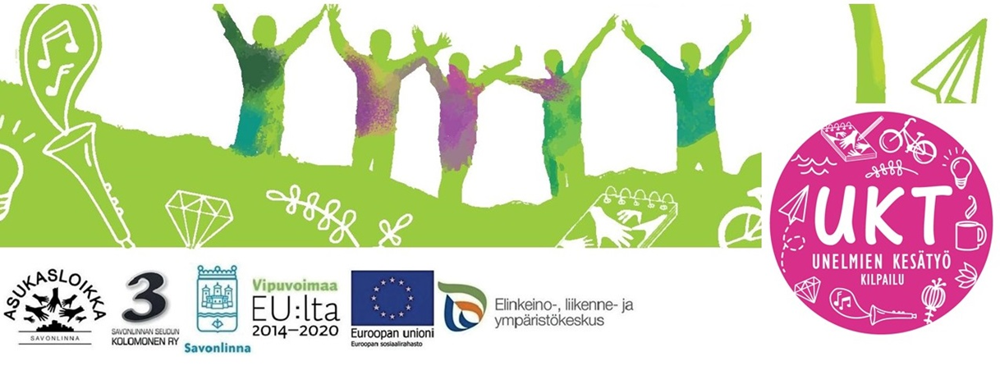 UKT
UNELMIEN KESÄTYÖ
KILPAILU
ASUKASLOIKKA
SAVONLINNA
3
SAVONLINNAN SEUDUN
KOLOMONEN RY
Savonlinna
Vipuvoimaa
EU:lta
2014–2020
Euroopan unioni
Euroopan sosiaalirahasto
Elinkeino-, liikenne- ja
ympäristökeskus